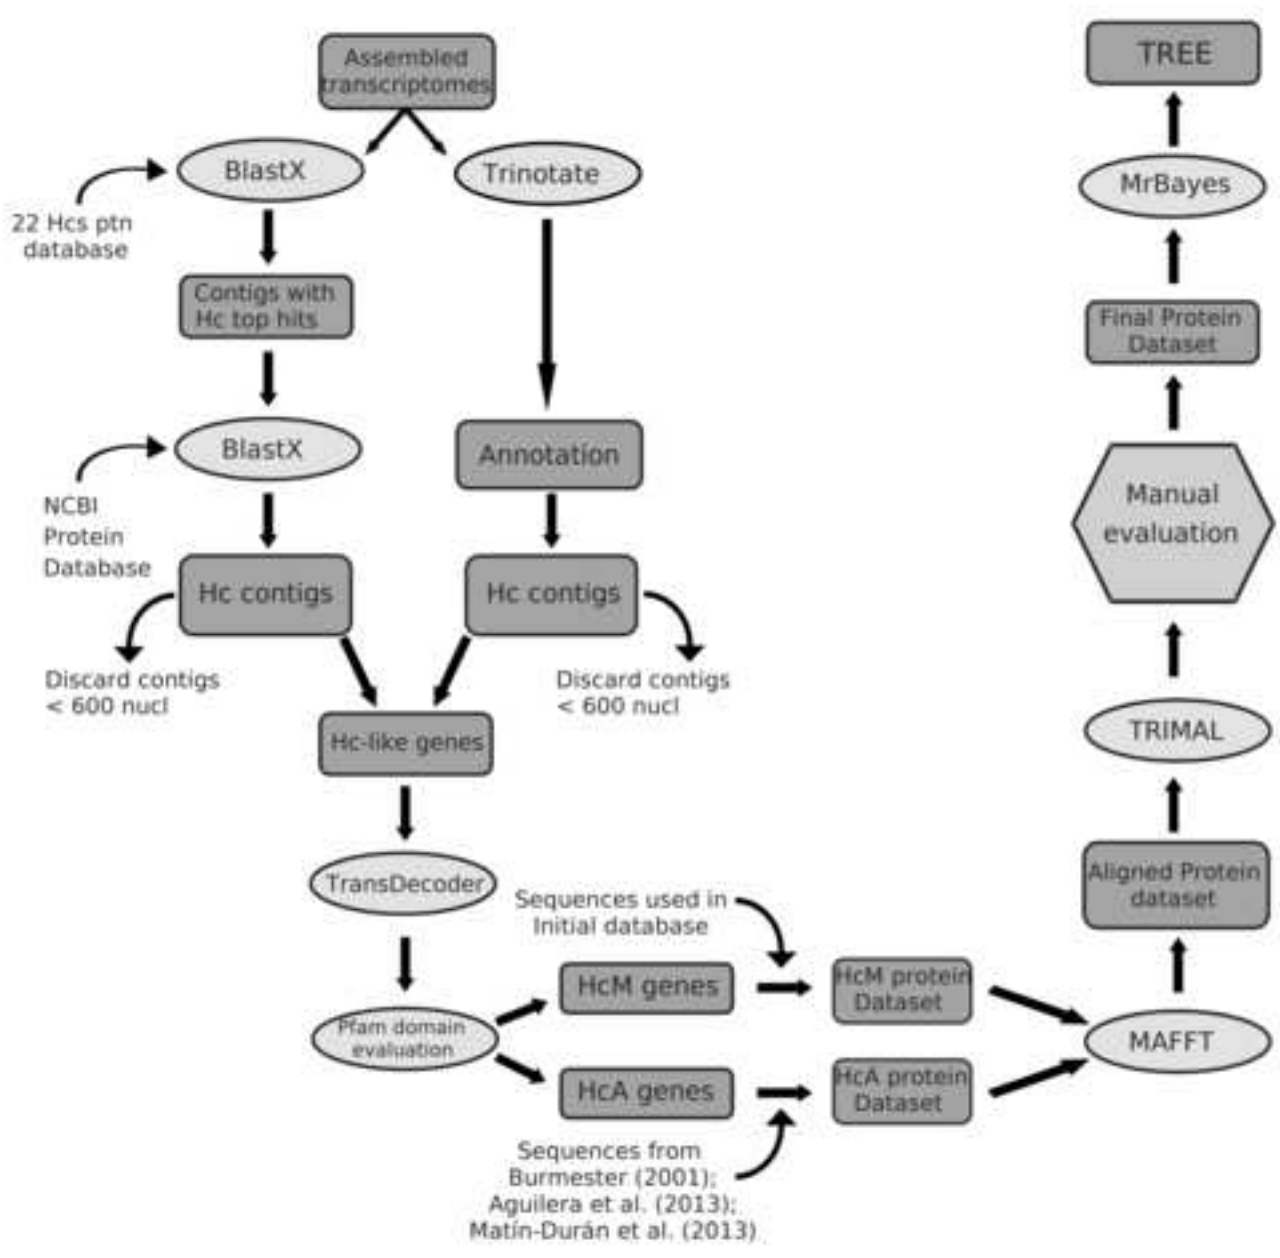 Assembled
transcriptomes
BlastX
Trinotate
22 Hcs ptn
database
Contigs with
Hc top hits
BlastX
Annotation
NCBI
Protein
Database
Hc contigs
Hc contigs
Discard contigs
< 600 nucl
Discard contigs
< 600 nucl
Hc-like genes
TransDecoder
Pfam domain
evaluation
Sequences used in
Initial database
HcM genes
HcM protein
Dataset
HcA genes
HcA protein
Dataset
Sequences from
Burmester (2001);
Aguilera et al. (2013);
Matín-Durán et al. (2013)
MAFFT
Aligned Protein
dataset
TRIMAL
Manual
evaluation
Final Protein
Dataset
MrBayes
TREE